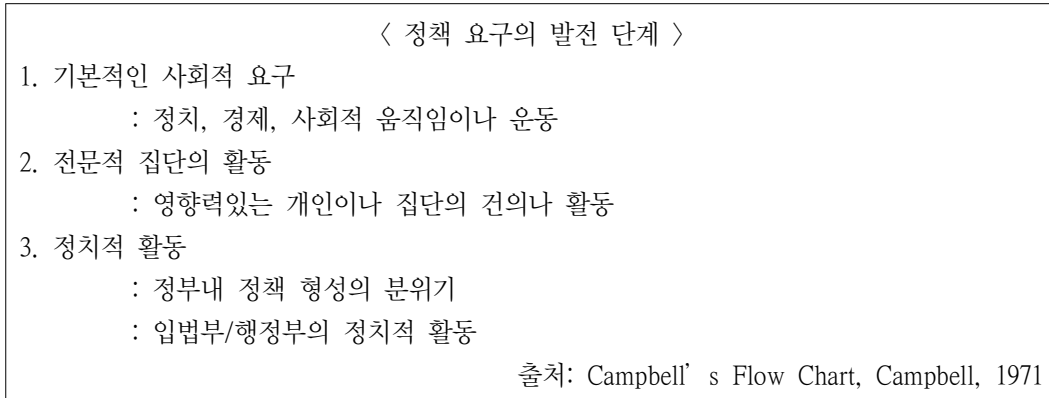 〈 정책 요구의 발전 단계 〉
1. 기본적인 사회적 요구
: 정치, 경제, 사회적 움직임이나 운동
2. 전문적 집단의 활동
: 영향력있는 개인이나 집단의 건의나 활동
3. 정치적 활동
: 정부내 정책 형성의 분위기
: 입법부/행정부의 정치적 활동
출처: Campbell’ s Flow Chart, Campbell, 1971